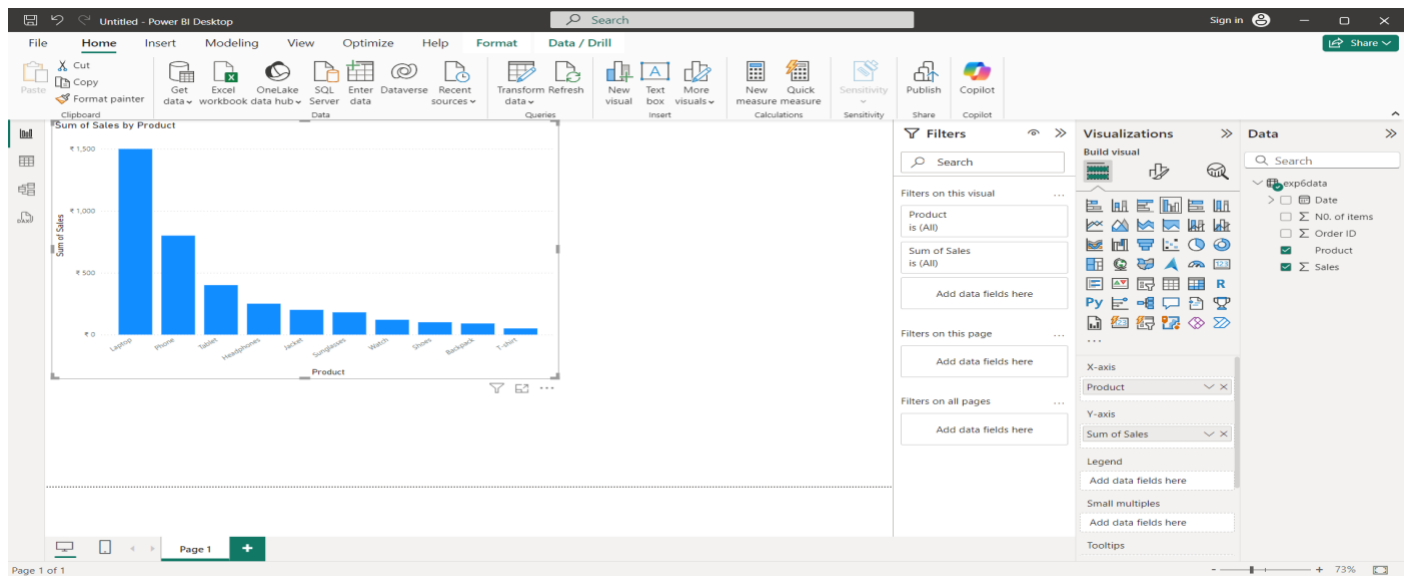 Untitled - Power BI Desktop
Search
Sign in
File Home Insert Modeling View Optimize Help Format Data / Drill
Share
Paste
Cut
Copy
Format painter
Clipboard
Get data
Excel workbook
OneLake data hub
SQL Server
Enter data
Dataverse
Recent sources
Data
Transform data
Refresh
Queries
New visual
Text box
More visuals
Insert
New measure
Quick measure
Calculations
Sensitivity
Sensitivity
Publish
Share
Copilot
Copilot
Sum of Sales by Product
₹ 1,500
₹ 1,000
₹ 500
₹ 0
Sum of Sales
Laptop Phone Tablet Headphones Jacket Sunglasses Watch Shoes Backpack T-shirt
Product
Filters
Search
Filters on this visual ...
Product
is (All)
Sum of Sales
is (All)
Add data fields here
Filters on this page ...
Add data fields here
Filters on all pages ...
Add data fields here
Visualizations
Build visual
123
R
Py
...
X-axis
Product
Y-axis
Sum of Sales
Legend
Add data fields here
Small multiples
Add data fields here
Tooltips
Data
Search
exp6data
Date
∑ N0. of items
∑ Order ID
Product
∑ Sales
Page 1
+
Page 1 of 1
- + 73%